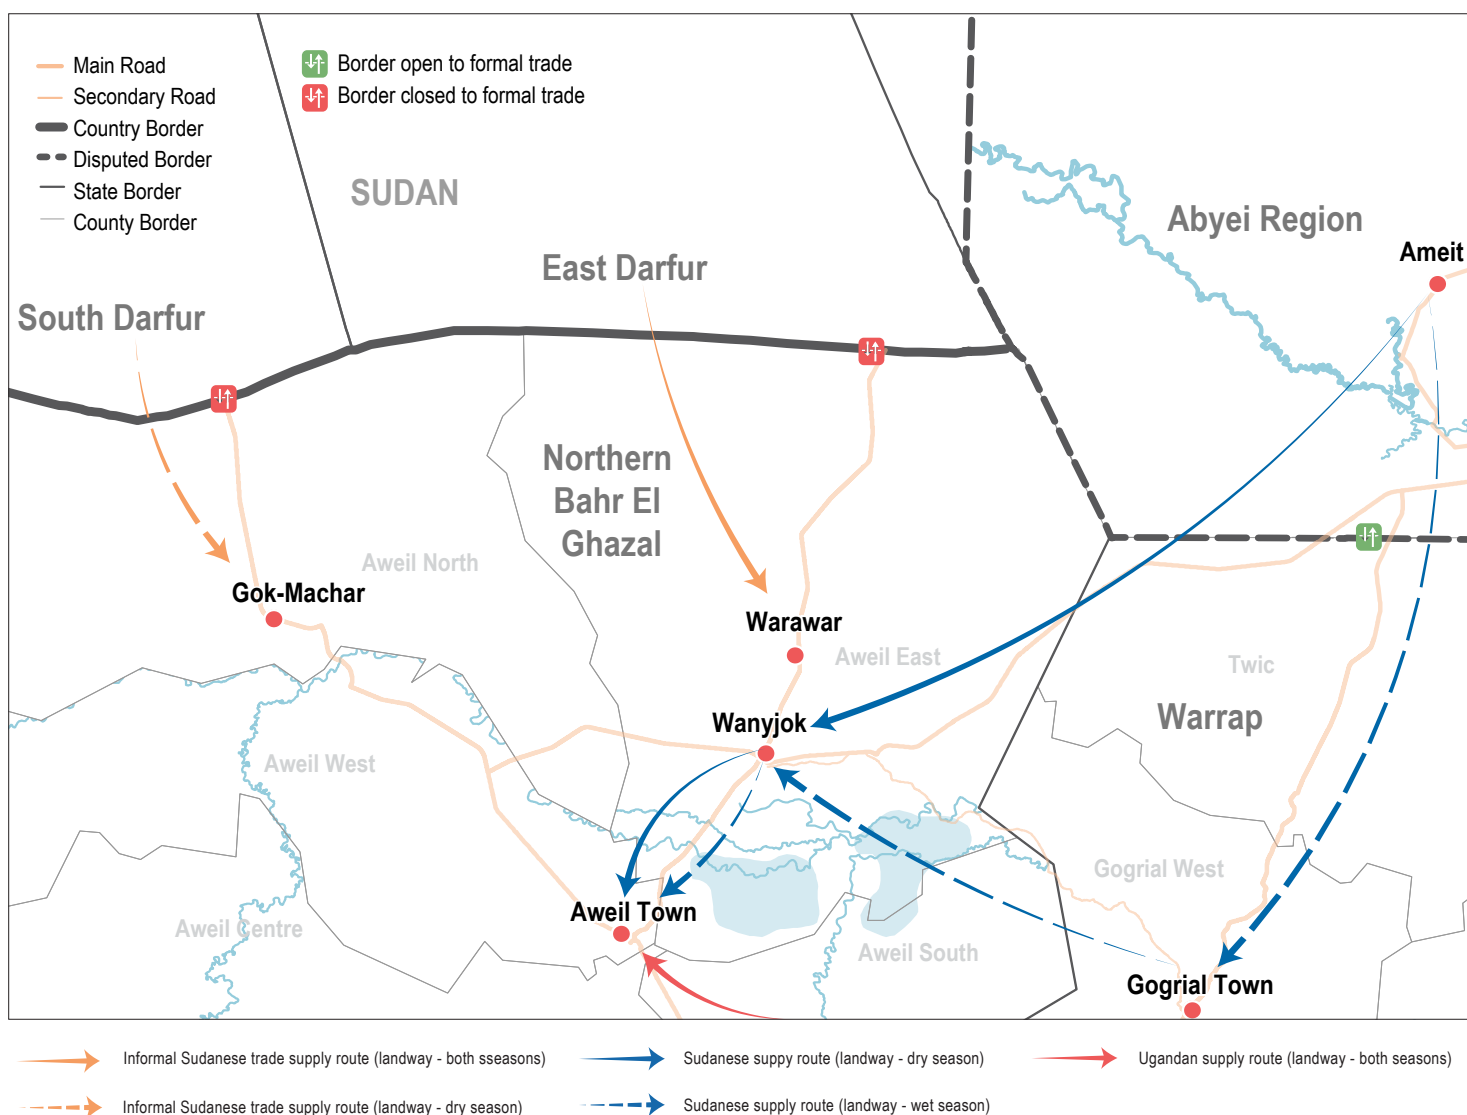 Main Road
Secondary Road
Country Border
Disputed Border
State Border
County Border
Border open to formal trade
Border closed to formal trade
SUDAN
Abyei Region
Ameit
East Darfur
South Darfur
Northern
Bahr El
Ghazal
Aweil North
Gok-Machar
Warawar
Aweil East
Twic
Warrap
Wanyjok
Aweil West
Gogrial West
Aweil Town
Aweil Centre
Aweil South
Gogrial Town
Informal Sudanese trade supply route (landway - both sseasons)
Sudanese suppy route (landway - dry season)
Ugandan supply route (landway - both seasons)
Informal Sudanese trade supply route (landway - dry season)
Sudanese supply route (landway - wet season)